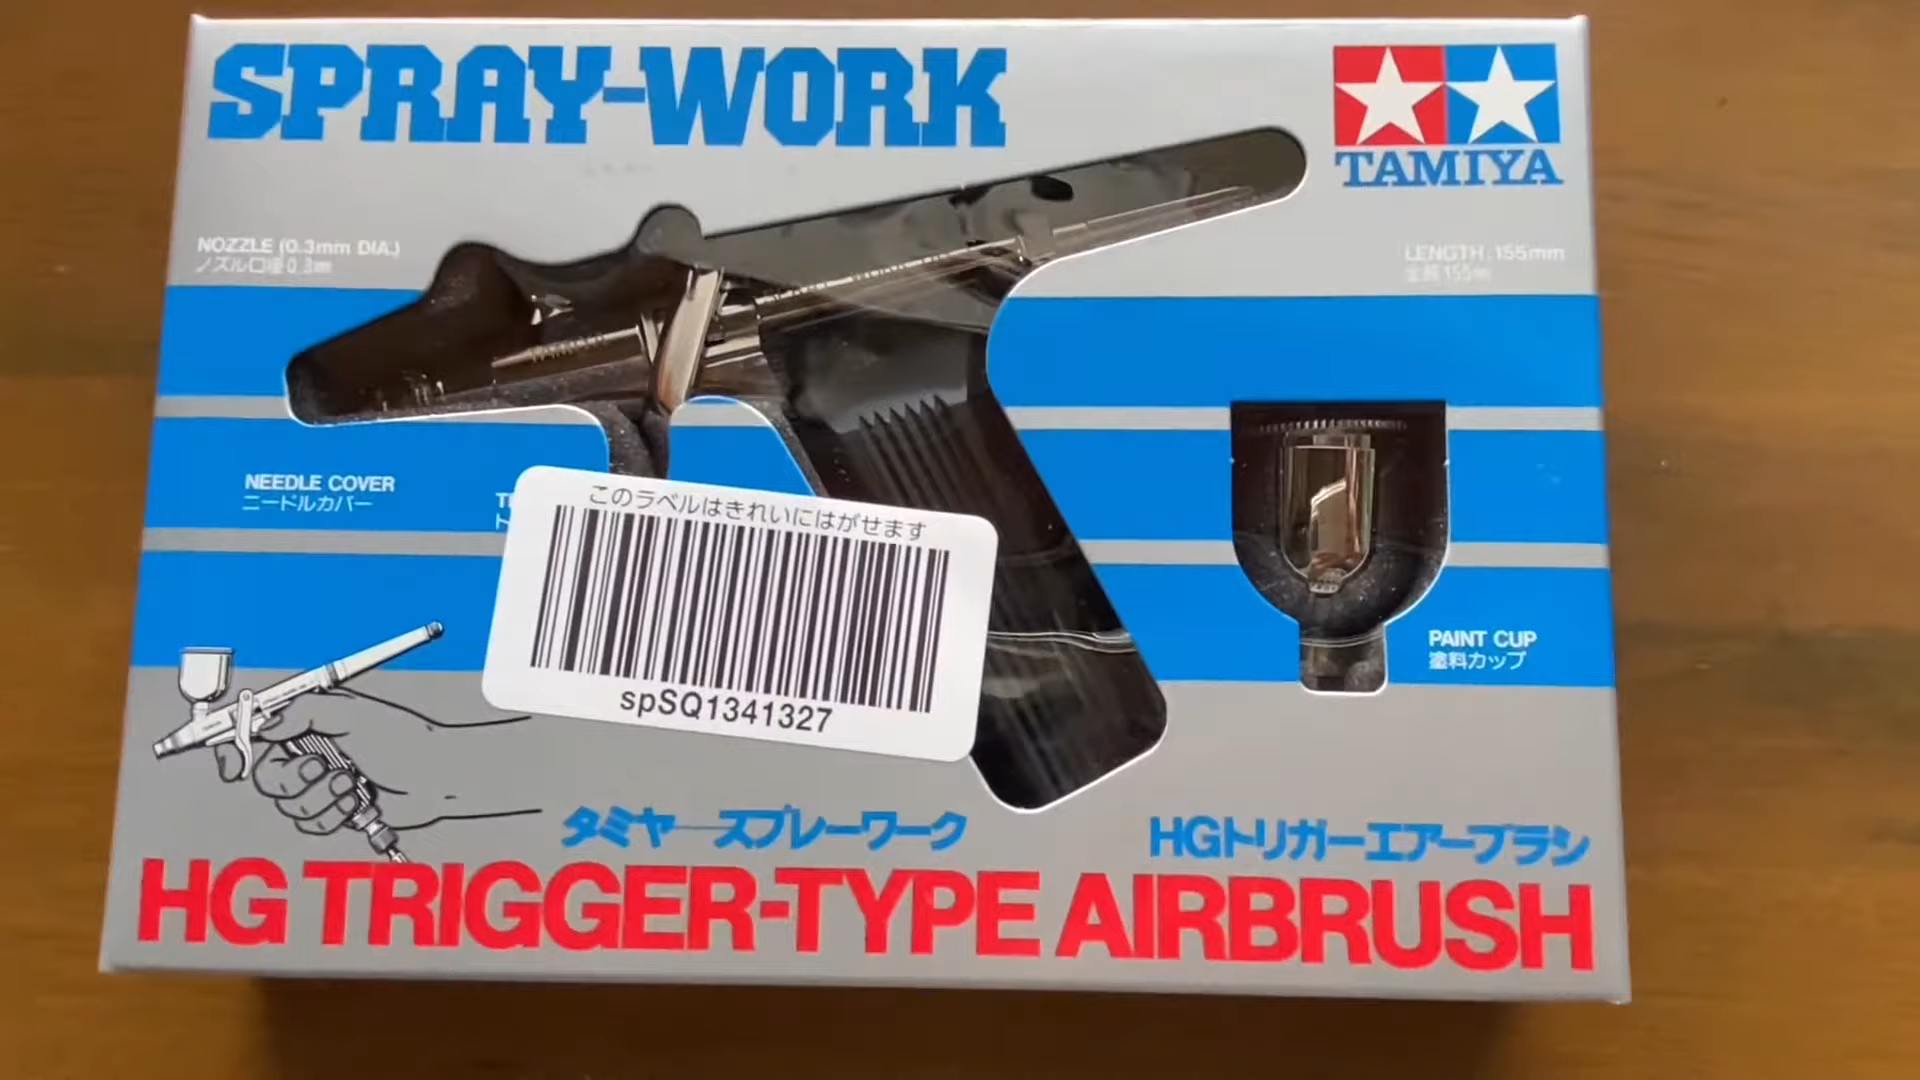 SPRAY-WORK
TAMIYA
NOZZLE (0.3mm DIA.)
ノズル口径0.3㎜
LENGTH:155mm
全長155㎜
NEEDLE COVER
ニードルカバー
このラベルはきれいにはがせます
spSQ1341327
PAINT CUP
塗料カップ
タミヤースプレーワーク
HGトリガーエアーブラシ
HG TRIGGER-TYPE AIRBRUSH